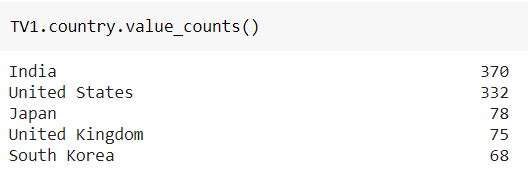 TV1.country.value_counts()
India 370
United States 332
Japan 78
United Kingdom 75
South Korea 68